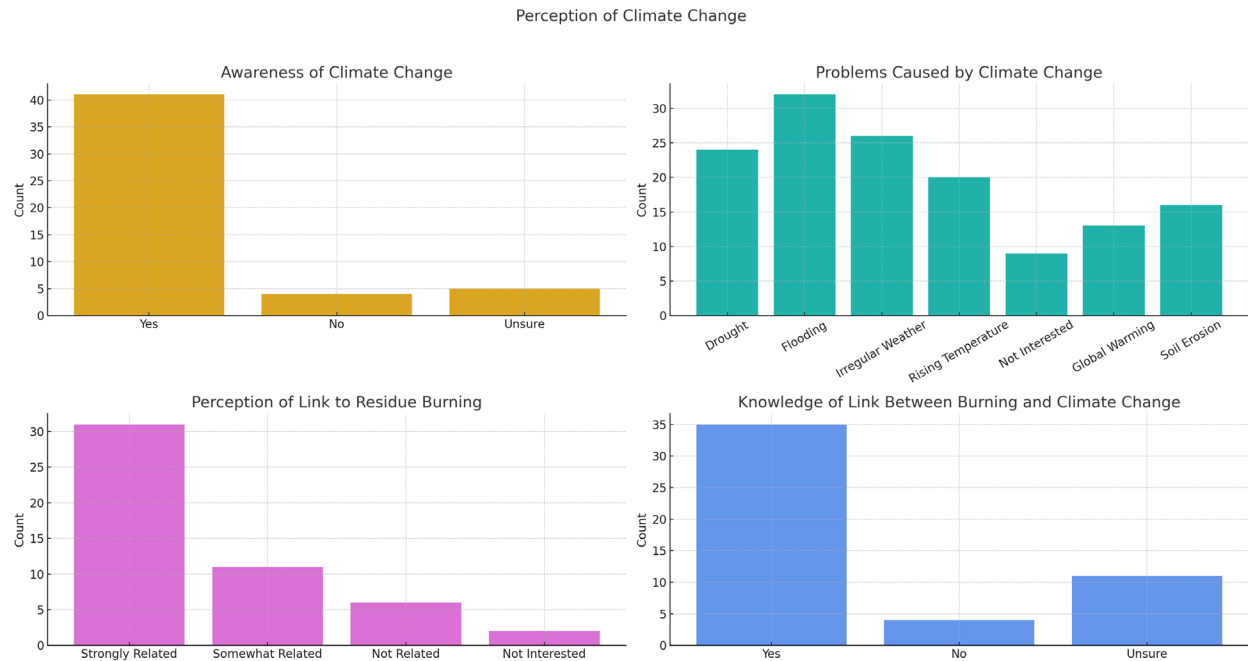 Perception of Climate Change
Awareness of Climate Change
Count
40
35
30
25
20
15
10
5
0
Yes No Unsure
Problems Caused by Climate Change
Count
30
25
20
15
10
5
0
Drought Flooding Irregular Weather Rising Temperature Not Interested Global Warming Soil Erosion
Perception of Link to Residue Burning
Count
30
25
20
15
10
5
0
Strongly Related Somewhat Related Not Related Not Interested
Knowledge of Link Between Burning and Climate Change
Count
35
30
25
20
15
10
5
0
Yes No Unsure